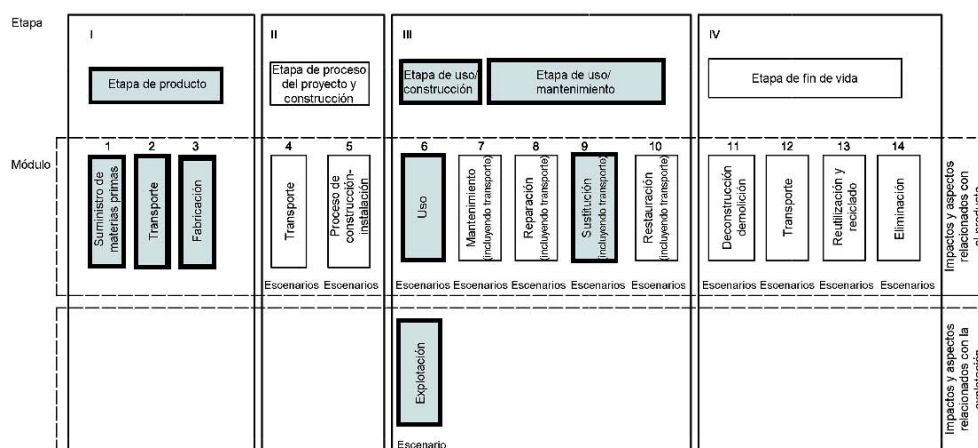 Etapa
I
II
III
IV
Etapa de producto
Etapa de proceso
del proyecto y
construcción
Etapa de uso/
construcción
Etapa de uso/
mantenimiento
Etapa de fin de vida
Módulo
1
2
3
4
5
6
7
8
9
10
11
12
13
14
Suministro de
materias primas
Transporte
Fabricación
Transporte
Proceso de
construcción-
instalación
Uso
Mantenimiento
(incluyendo transporte)
Reparación
(incluyendo transporte)
Sustitución
(incluyendo transporte)
Restauración
(incluyendo transporte)
Deconstrucción
demolición
Transporte
Reutilización y
reciclado
Eliminación
Impactos y aspectos
relacionados con
el producto
Escenarios
Escenarios
Escenarios
Escenarios
Escenarios
Escenarios
Escenarios
Escenarios
Escenarios
Escenarios
Escenarios
Explotación
Impactos y aspectos
relacionados con la
explotación
Escenario